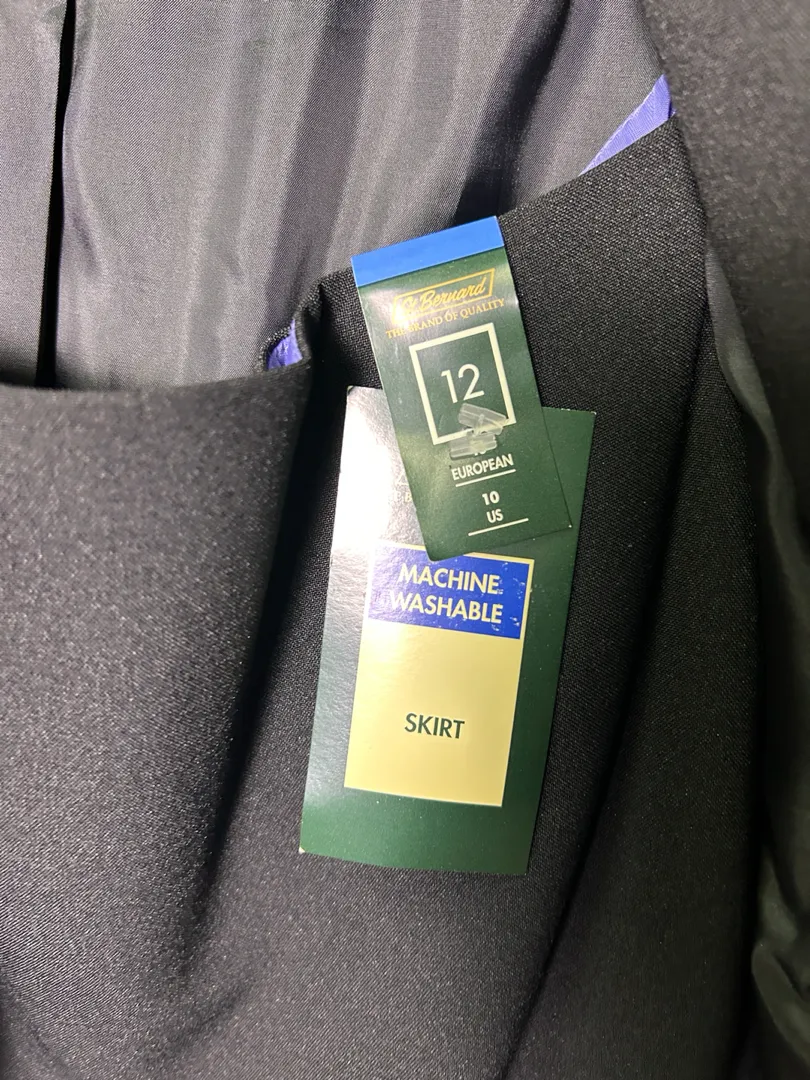 St. Bernard
THE BRAND OF QUALITY
12
EUROPEAN
10
US
MACHINE
WASHABLE
SKIRT